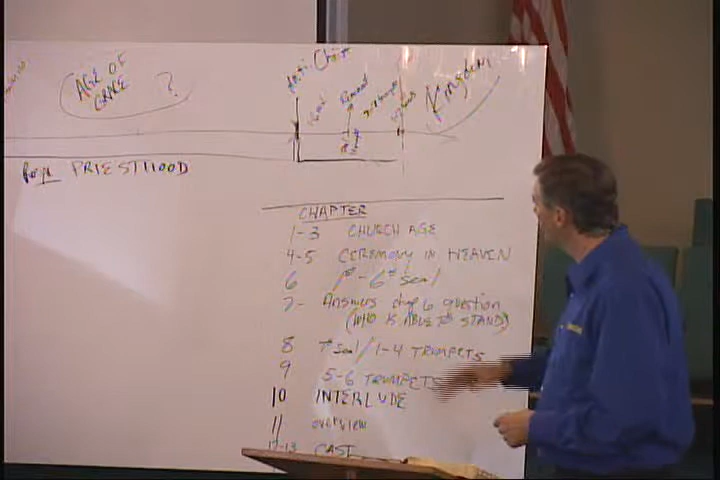 AGE OF
GRACE ?
Anti-Christ
Kingdom
PRIESTHOOD
CHAPTER
1-3 CHURCH AGE
4-5 CEREMONY IN HEAVEN
6 1st - 6th seal
7- Answers chap 6 question
(WHO IS ABLE TO STAND)
8 7th seal / 1-4 TRUMPETS
9 5-6 TRUMPETS
10 INTERLUDE
11 overview
12-13 CAST